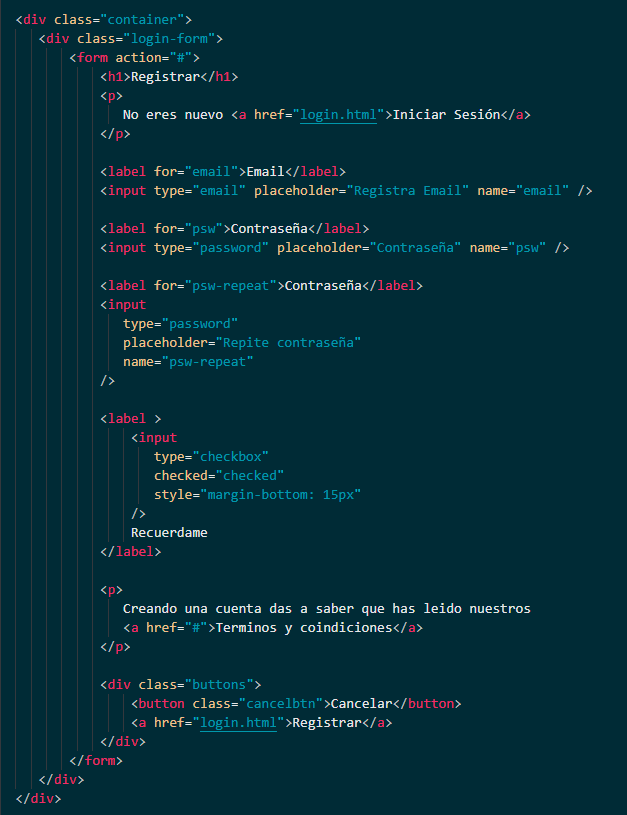 <div class="container">
<div class="login-form">
<form action="#">
<h1>Registrar</h1>
<p>
No eres nuevo <a href="login.html">Iniciar Sesión</a>
</p>
<label for="email">Email</label>
<input type="email" placeholder="Registra Email" name="email" />
<label for="psw">Contraseña</label>
<input type="password" placeholder="Contraseña" name="psw" />
<label for="psw-repeat">Contraseña</label>
<input
type="password"
placeholder="Repite contraseña"
name="psw-repeat"
/>
<label >
<input
type="checkbox"
checked="checked"
style="margin-bottom: 15px"
/>
Recuerdame
</label>
<p>
Creando una cuenta das a saber que has leido nuestros
<a href="#">Terminos y coindiciones</a>
</p>
<div class="buttons">
<button class="cancelbtn">Cancelar</button>
<a href="login.html">Registrar</a>
</div>
</form>
</div>
</div>